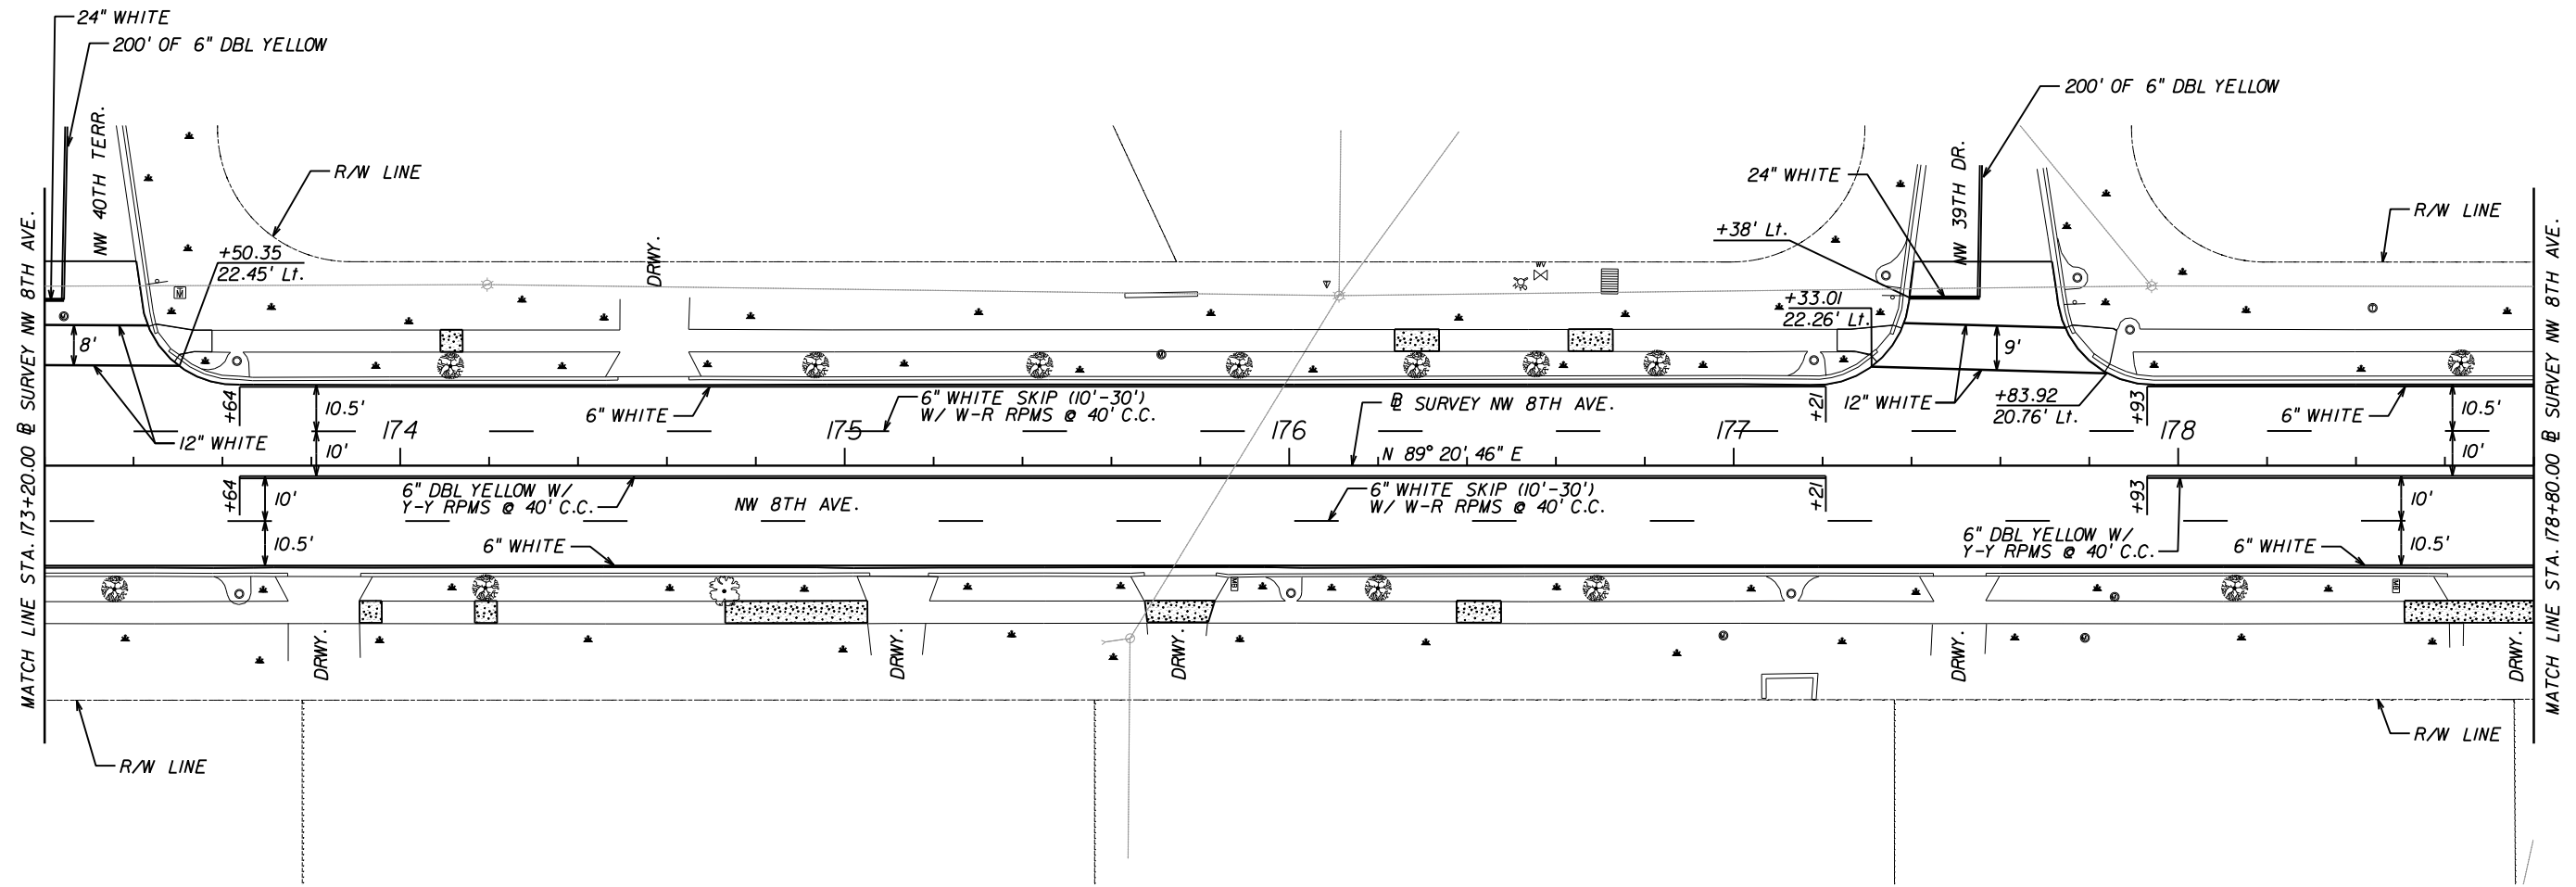 24" WHITE
200' OF 6" DBL YELLOW
NW 40TH TERR.
R/W LINE
+50.35
22.45' Lt.
DRWY.
200' OF 6" DBL YELLOW
24" WHITE
NW 39TH DR.
+38' Lt.
R/W LINE
WV
+33.01
22.26' Lt.
8'
9'
MATCH LINE STA. 173+20.00 ℄ SURVEY NW 8TH AVE.
MATCH LINE STA. 178+80.00 ℄ SURVEY NW 8TH AVE.
+64
10.5'
6" WHITE
6" WHITE SKIP (10'-30')
W/ W-R RPMS @ 40' C.C.
℄ SURVEY NW 8TH AVE.
+21
12" WHITE
+83.92
20.76' Lt.
+93
6" WHITE
10.5'
12" WHITE
174
175
176
177
178
10'
N 89° 20' 46" E
10'
+64
10'
6" DBL YELLOW W/
Y-Y RPMS @ 40' C.C.
NW 8TH AVE.
6" WHITE SKIP (10'-30')
W/ W-R RPMS @ 40' C.C.
+21
+93
10'
10.5'
6" WHITE
6" DBL YELLOW W/
Y-Y RPMS @ 40' C.C.
6" WHITE
10.5'
DRWY.
DRWY.
DRWY.
DRWY.
DRWY.
R/W LINE
R/W LINE